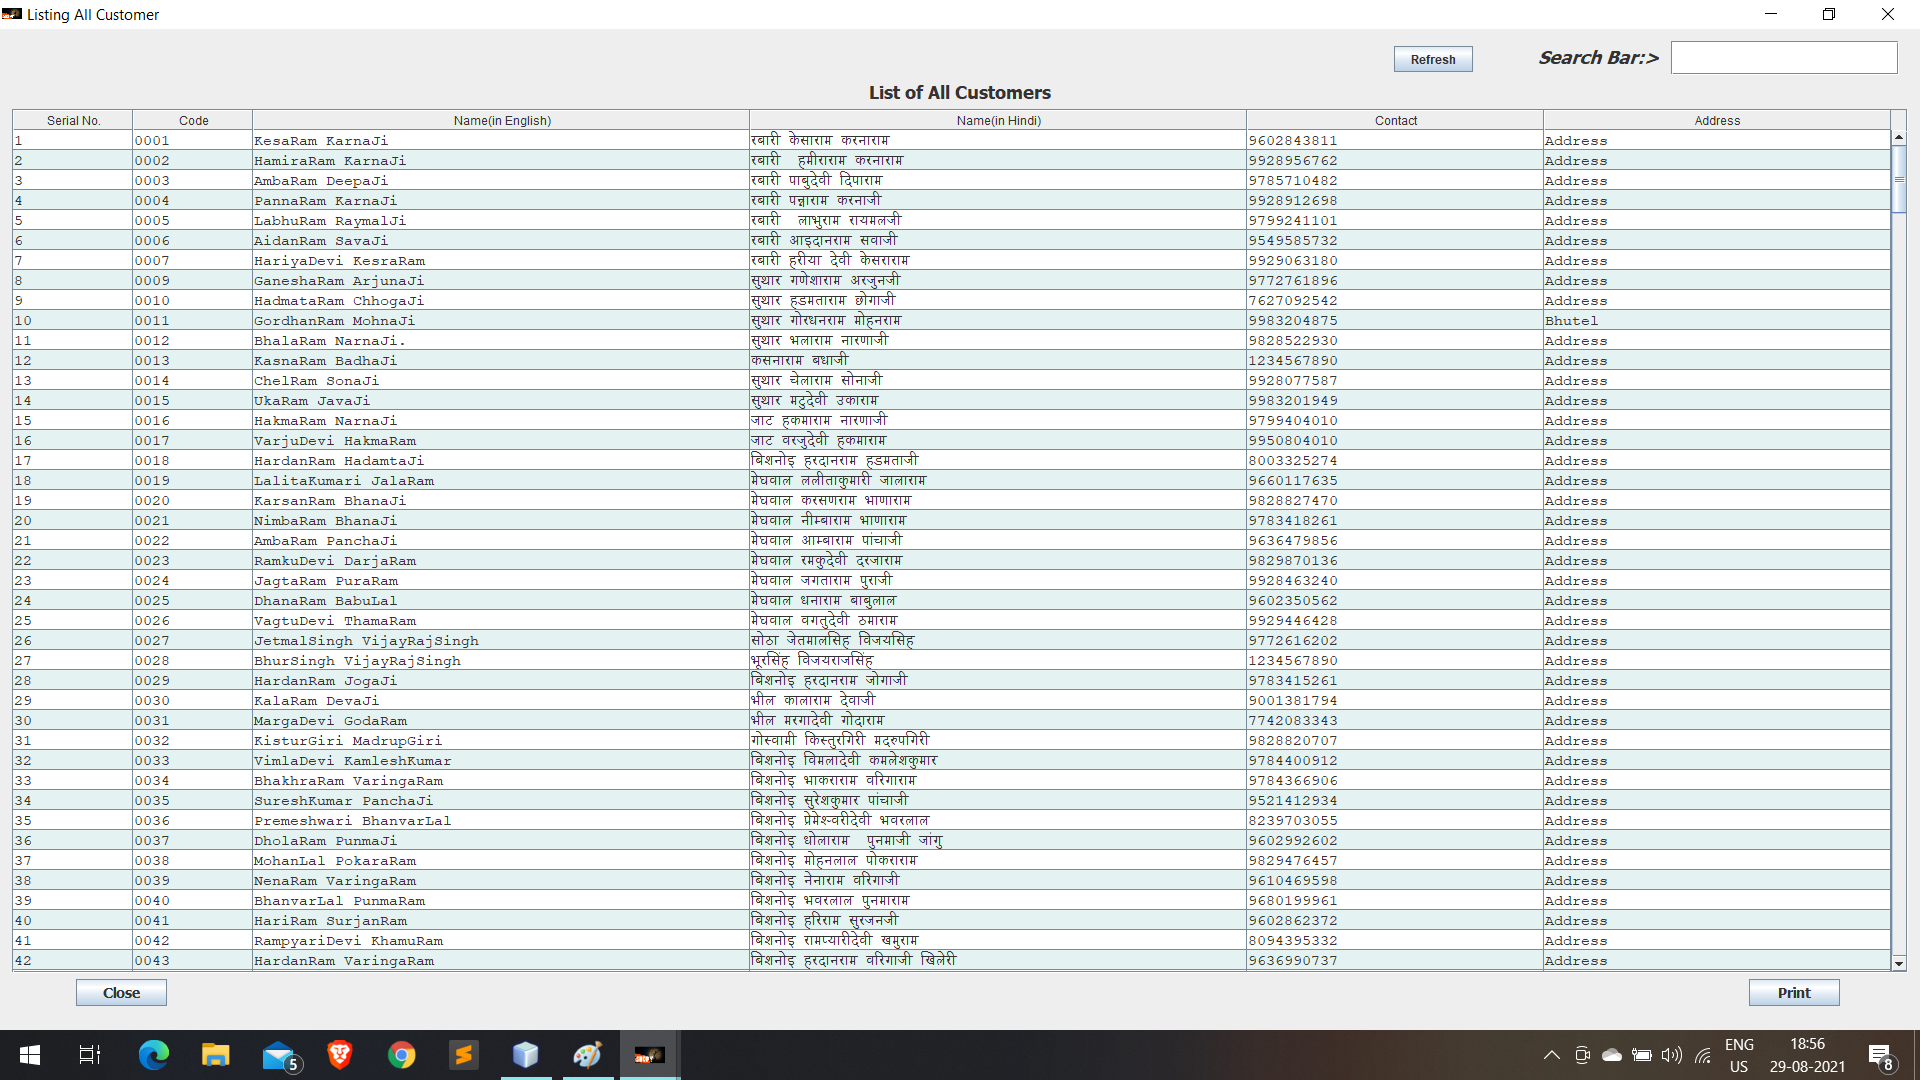 Listing All Customer
Refresh Search Bar:>
List of All Customers
Serial No. Code Name(in English) Name(in Hindi) Contact Address
1 0001 KesaRam KarnaJi रबारी केसाराम करनाराम 9602843811 Address
2 0002 HamiraRam KarnaJi रबारी हमीराराम करनाराम 9928956762 Address
3 0003 AmbaRam DeepaJi रबारी पाबुदेवी दिपाराम 9785710482 Address
4 0004 PannaRam KarnaJi रबारी पन्नाराम करनाजी 9928912698 Address
5 0005 LabhuRam RaymalJi रबारी लाभुराम रायमलजी 9799241101 Address
6 0006 AidanRam SavaJi रबारी आइदानराम सवाजी 9549585732 Address
7 0007 HariyaDevi KesraRam रबारी हरीया देवी केसराराम 9929063180 Address
8 0009 GaneshaRam ArjunaJi सुथार गणेशाराम अरजुनजी 9772761896 Address
9 0010 HadmataRam ChhogaJi सुथार हडमताराम छोगाजी 7627092542 Address
10 0011 GordhanRam MohnaJi सुथार गोरधनराम मोहनराम 9983204875 Bhutel
11 0012 BhalaRam NarnaJi. सुथार भलाराम नारणाजी 9828522930 Address
12 0013 KasnaRam BadhaJi कसनाराम बधाजी 1234567890 Address
13 0014 ChelRam SonaJi सुथार चेलाराम सोनाजी 9928077587 Address
14 0015 UkaRam JavaJi सुथार मटुदेवी उकाराम 9983201949 Address
15 0016 HakmaRam NarnaJi जाट हकमाराम नारणाजी 9799404010 Address
16 0017 VarjuDevi HakmaRam जाट वरजुदेवी हकमाराम 9950804010 Address
17 0018 HardanRam HadamtaJi बिशनोइ हरदानराम हडमताजी 8003325274 Address
18 0019 LalitaKumari JalaRam मेघवाल ललीताकुमारी जालाराम 9660117635 Address
19 0020 KarsanRam BhanaJi मेघवाल करसणराम भाणाराम 9828827470 Address
20 0021 NimbaRam BhanaJi मेघवाल नीम्बाराम भाणाराम 9783418261 Address
21 0022 AmbaRam PanchaJi मेघवाल आम्बाराम पांचाजी 9636479856 Address
22 0023 RamkuDevi DarjaRam मेघवाल रमकुदेवी दरजाराम 9829870136 Address
23 0024 JagtaRam PuraRam मेघवाल जगताराम पुराजी 9928463240 Address
24 0025 DhanaRam BabuLal मेघवाल धनाराम बाबुलाल 9602350562 Address
25 0026 VagtuDevi ThamaRam मेघवाल वगतुदेवी ठमाराम 9929446428 Address
26 0027 JetmalSingh VijayRajSingh सोठा जेतमालसिह विजयसिह 9772616202 Address
27 0028 BhurSingh VijayRajSingh भूरसिंह विजयराजसिंह 1234567890 Address
28 0029 HardanRam JogaJi बिशनोइ हरदानराम जोगाजी 9783415261 Address
29 0030 KalaRam DevaJi भील कालाराम देवाजी 9001381794 Address
30 0031 MargaDevi GodaRam भील मरगादेवी गोदाराम 7742083343 Address
31 0032 KisturGiri MadrupGiri गोस्वामी किस्तुरगिरी मदरुपगिरी 9828820707 Address
32 0033 VimlaDevi KamleshKumar बिशनोइ विमलादेवी कमलेशकुमार 9784400912 Address
33 0034 BhakhraRam VaringaRam बिशनोइ भाकराराम वरिगाराम 9784366906 Address
34 0035 SureshKumar PanchaJi बिशनोइ सुरेशकुमार पांचाजी 9521412934 Address
35 0036 Premeshwari BhanvarLal बिशनोइ प्रेमेश्वरीदेवी भवरलाल 8239703055 Address
36 0037 DholaRam PunmaJi बिशनोइ धोलाराम पुनमाजी जांगु 9602992602 Address
37 0038 MohanLal PokaraRam बिशनोइ मोहनलाल पोकराराम 9829476457 Address
38 0039 NenaRam VaringaRam बिशनोइ नेनाराम वरिगाजी 9610469598 Address
39 0040 BhanvarLal PunmaRam बिशनोइ भवरलाल पुनमाराम 9680199961 Address
40 0041 HariRam SurjanRam बिशनोइ हरिराम सुरजनजी 9602862372 Address
41 0042 RampyariDevi KhamuRam बिशनोइ रामप्यारीदेवी खमुराम 8094395332 Address
42 0043 HardanRam VaringaRam बिशनोइ हरदानराम वरिगाजी खिलेरी 9636990737 Address
Close Print
5 ENG 18:56
US 29-08-2021 8